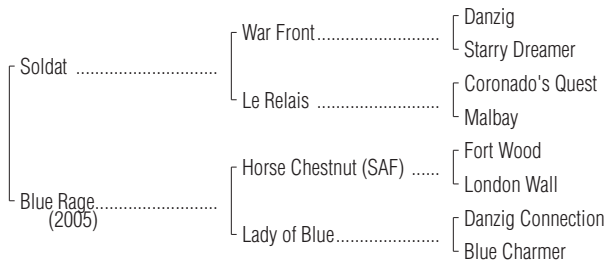 Danzig
War Front..................
Starry Dreamer
Soldat .....................
Coronado's Quest
Le Relais ..................
Malbay
Fort Wood
Horse Chestnut (SAF) ......
London Wall
Blue Rage..................
(2005)
Danzig Connection
Lady of Blue...............
Blue Charmer